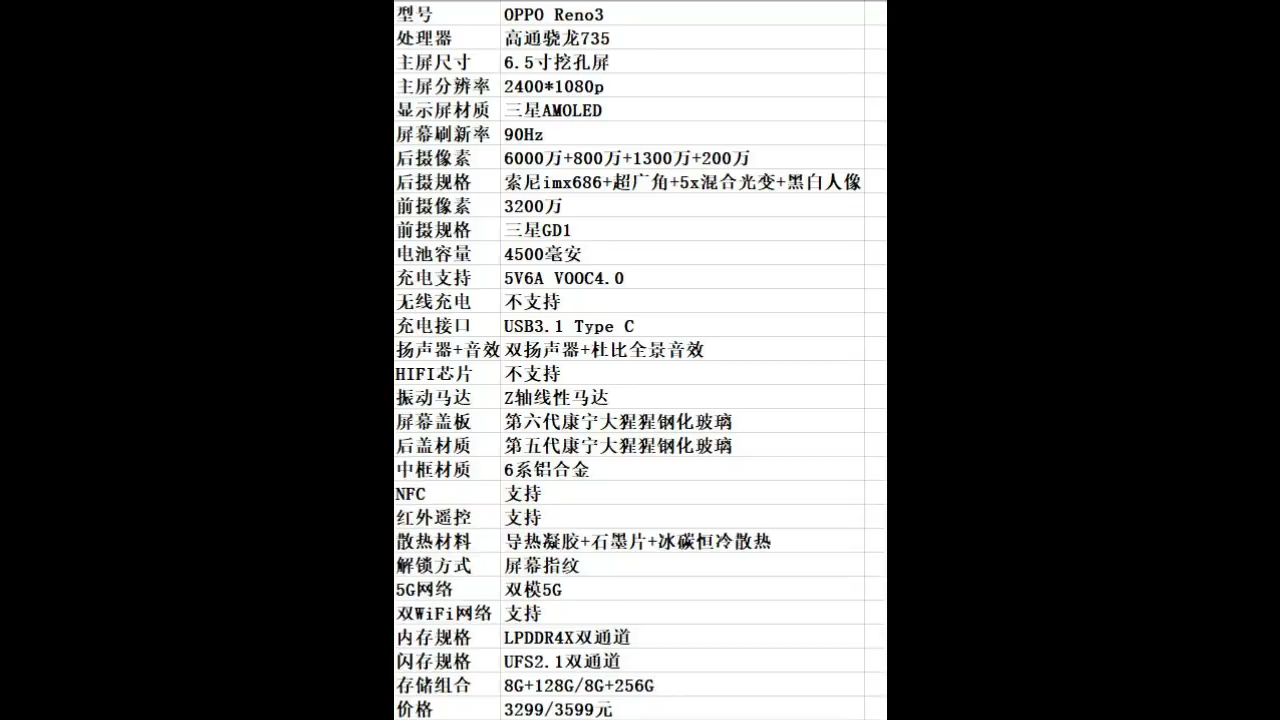 型号 OPPO Reno3
处理器 高通骁龙735
主屏尺寸 6.5寸挖孔屏
主屏分辨率 2400*1080p
显示屏材质 三星AMOLED
屏幕刷新率 90Hz
后摄像素 6000万+800万+1300万+200万
后摄规格 索尼imx686+超广角+5x混合光变+黑白人像
前摄像素 3200万
前摄规格 三星GD1
电池容量 4500毫安
充电支持 5V6A VOOC4.0
无线充电 不支持
充电接口 USB3.1 Type C
扬声器+音效 双扬声器+杜比全景音效
HIFI芯片 不支持
振动马达 Z轴线性马达
屏幕盖板 第六代康宁大猩猩钢化玻璃
后盖材质 第五代康宁大猩猩钢化玻璃
中框材质 6系铝合金
NFC 支持
红外遥控 支持
散热材料 导热凝胶+石墨片+冰碳恒冷散热
解锁方式 屏幕指纹
5G网络 双模5G
双WiFi网络 支持
内存规格 LPDDR4X双通道
闪存规格 UFS2.1双通道
存储组合 8G+128G/8G+256G
价格 3299/3599元